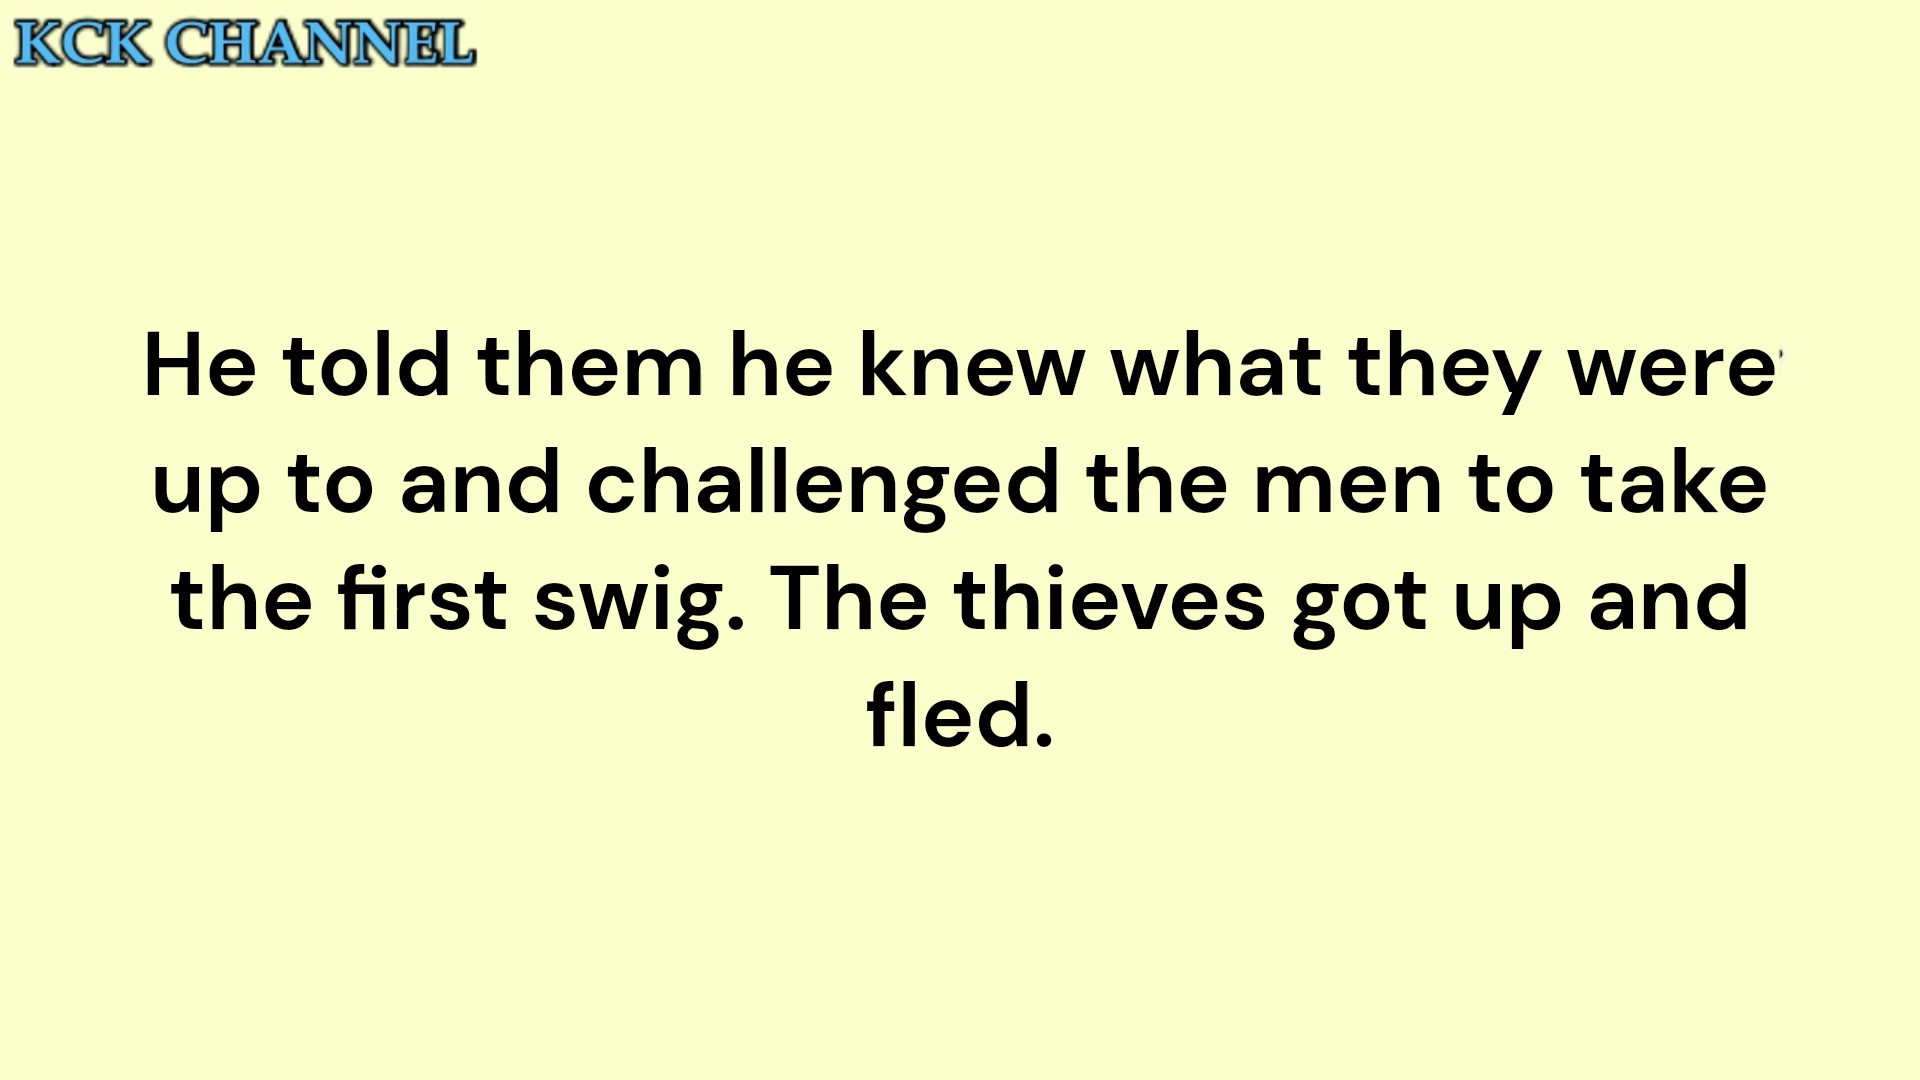 KCK CHANNEL
He told them he knew what they were
up to and challenged the men to take
the first swig. The thieves got up and
fled.